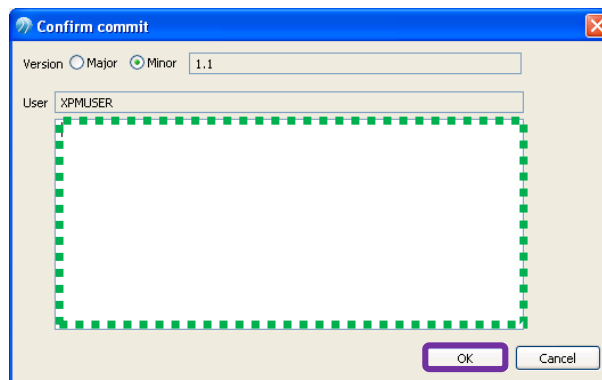 Confirm commit
Version Major Minor 1.1
User XPMUSER
OK Cancel